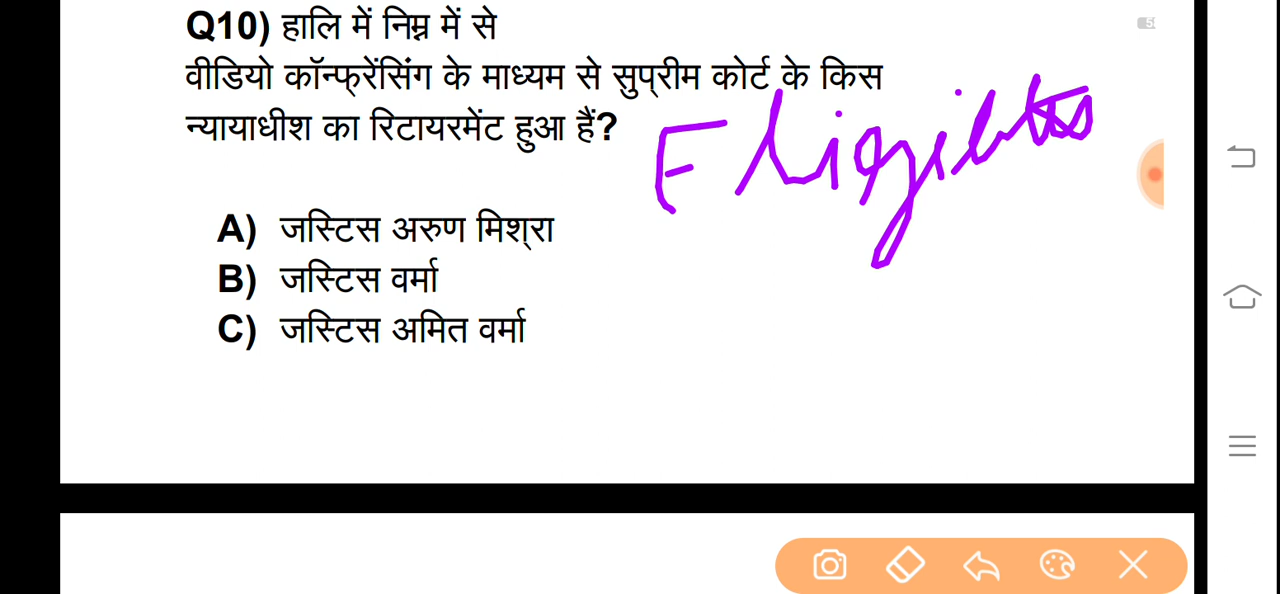 Q10) हालि में निम्न में से
वीडियो कॉन्फ्रेंसिंग के माध्यम से सुप्रीम कोर्ट के किस
न्यायाधीश का रिटायरमेंट हुआ हैं?
A) जस्टिस अरुण मिश्रा
B) जस्टिस वर्मा
C) जस्टिस अमित वर्मा